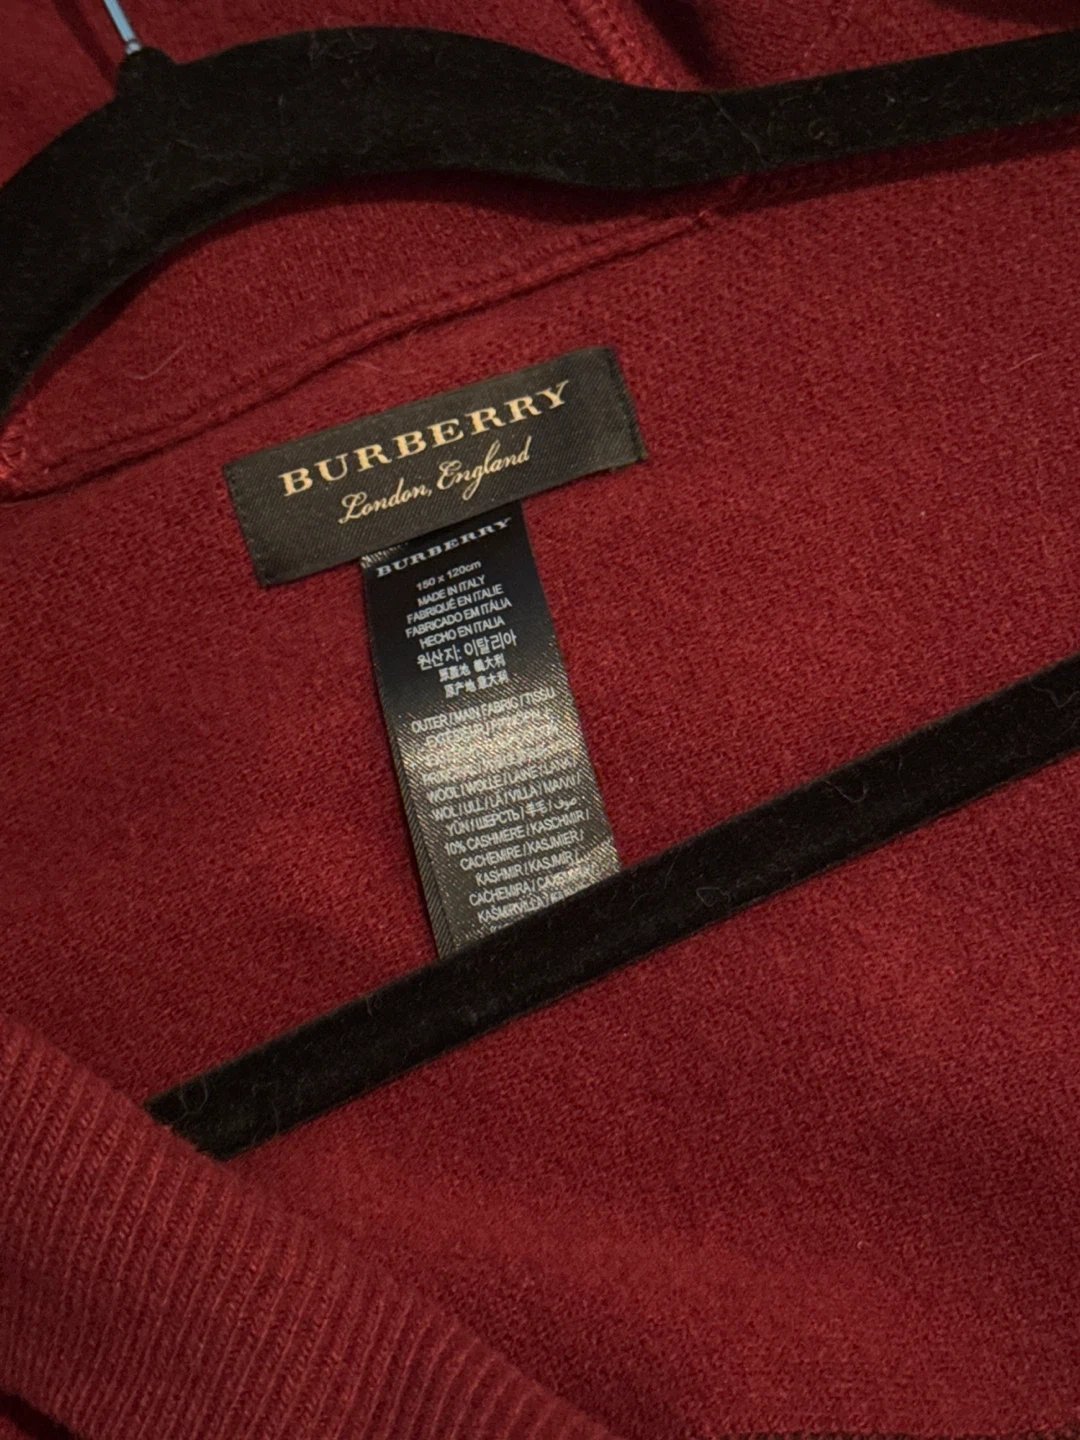 BURBERRY
London, England
BURBERRY
150 x 120cm
MADE IN ITALY
FABRIQUÉ EN ITALIE
FABRICADO EM ITÁLIA
HECHO EN ITALIA
원산지: 이탈리아
原產地 義大利
原产地 意大利
OUTER / MAIN FABRIC / TISSU
WOOL / WOLLE / LAINE / LANA /
WOL / ULL / LÃ / VILLA /
YÜN / ШЕРСТЬ / 羊毛 / صوف /
10% CASHMERE / KASCHMIR /
CACHEMIRE / KASJMIER /
KASHMIR / KASJMIR /
CACHEMIRA /
KAŠMIRVILLA /